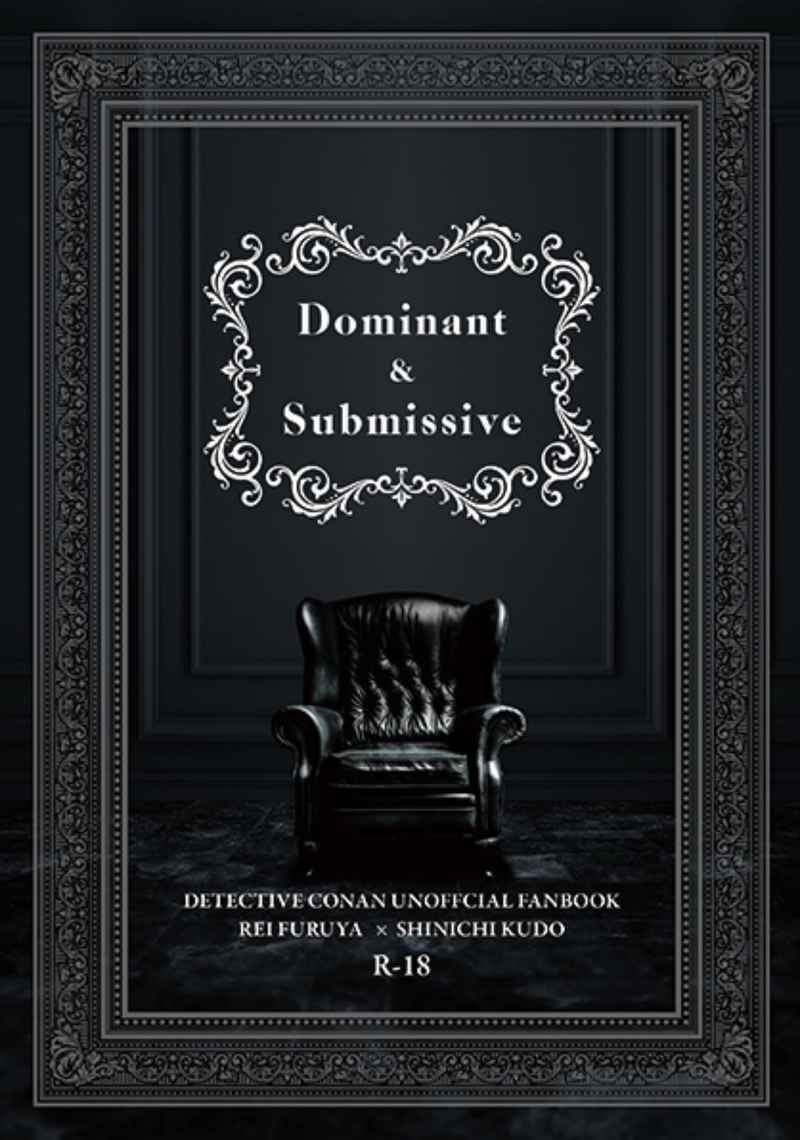 Dominant
&
Submissive
DETECTIVE CONAN UNOFFCIAL FANBOOK
REI FURUYA × SHINICHI KUDO
R-18